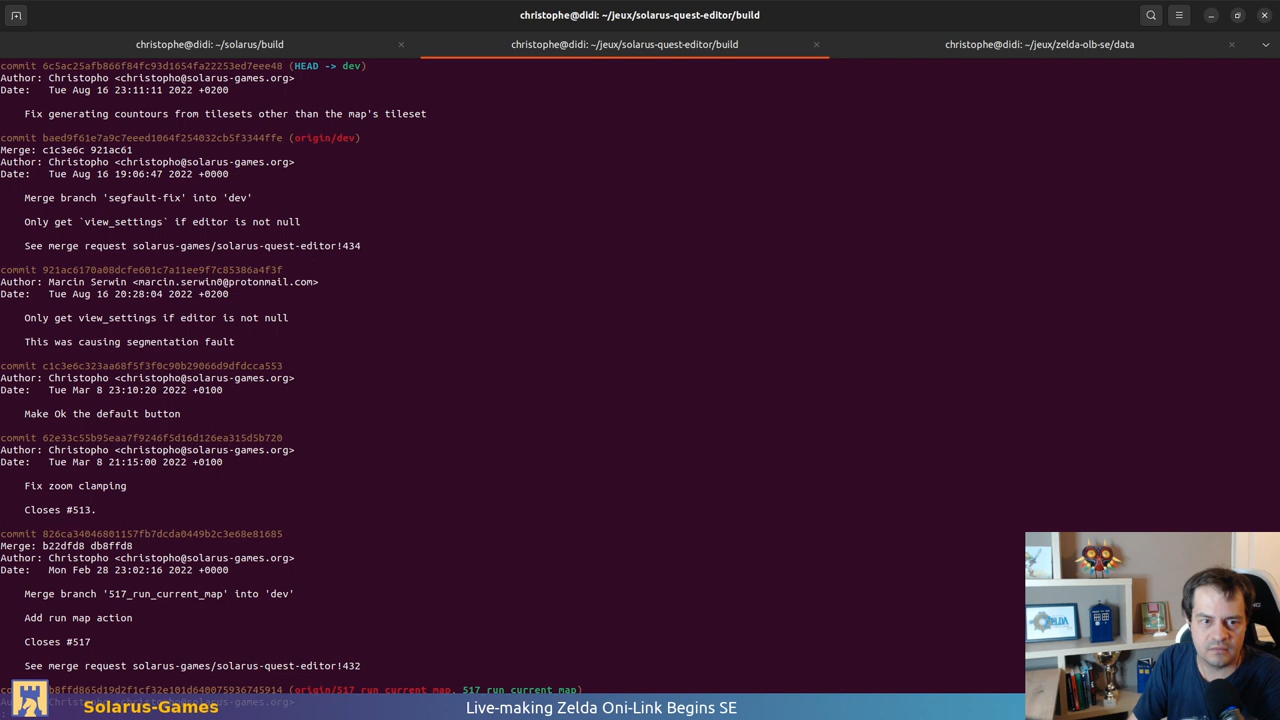 christophe@didi: ~/jeux/solarus-quest-editor/build
christophe@didi: ~/solarus/build
christophe@didi: ~/jeux/solarus-quest-editor/build
christophe@didi: ~/jeux/zelda-olb-se/data
commit 6c5ac25afb866f84fc93d1654fa22253ed7eee48 (HEAD -> dev)
Author: Christopho <christopho@solarus-games.org>
Date:   Tue Aug 16 23:11:11 2022 +0200
Fix generating countours from tilesets other than the map's tileset
commit baed9f61e7a9c7eeed1064f254032cb5f3344ffe (origin/dev)
Merge: c1c3e6c 921ac61
Author: Christopho <christopho@solarus-games.org>
Date:   Tue Aug 16 19:06:47 2022 +0000
Merge branch 'segfault-fix' into 'dev'
Only get `view_settings` if editor is not null
See merge request solarus-games/solarus-quest-editor!434
commit 921ac6170a08dcfe601c7a11ee9f7c85386a4f3f
Author: Marcin Serwin <marcin.serwin0@protonmail.com>
Date:   Tue Aug 16 20:28:04 2022 +0200
Only get view_settings if editor is not null
This was causing segmentation fault
commit c1c3e6c323aa68f5f3f0c90b29066d9dfdcca553
Author: Christopho <christopho@solarus-games.org>
Date:   Tue Mar 8 23:10:20 2022 +0100
Make Ok the default button
commit 62e33c55b95eaa7f9246f5d16d126ea315d5b720
Author: Christopho <christopho@solarus-games.org>
Date:   Tue Mar 8 21:15:00 2022 +0100
Fix zoom clamping
Closes #513.
commit 826ca34046801157fb7dcda0449b2c3e68e81685
Merge: b22dfd8 db8ffd8
Author: Christopho <christopho@solarus-games.org>
Date:   Mon Feb 28 23:02:16 2022 +0000
Merge branch '517_run_current_map' into 'dev'
Add run map action
Closes #517
See merge request solarus-games/solarus-quest-editor!432
b8ffd865d19d2f1cf32e101d640075936745914 (origin/517_run_current_map, 517_run_current_map)
Solarus-Games
Live-making Zelda Oni-Link Begins SE